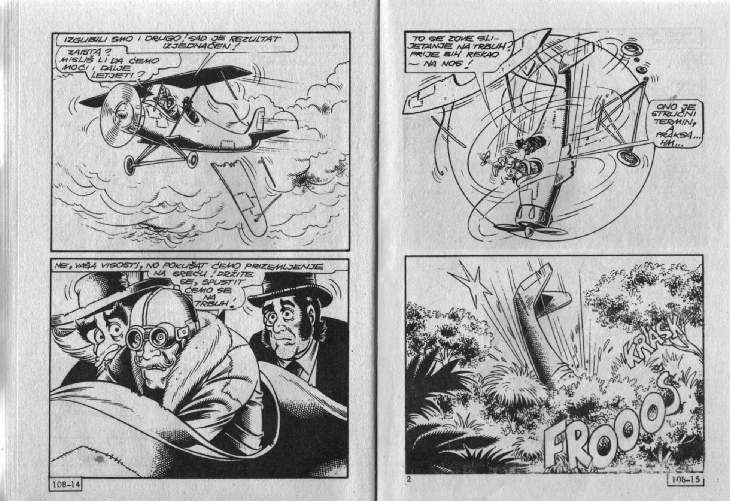 IZGUBILI SMO I DRUGO! SAD JE REZULTAT
IZJEDNAČEN!
ZAISTA?
MISLIŠ LI DA ĆEMO
MOĆI I DALJE
LETJETI?
NE, VAŠA VISOSTI, NO POKUŠAT ĆEMO PRIZEMLJENJE
NA SREĆU! DRŽITE
SE, SPUSTIT
ĆEMO SE
NA
TRBUH!
108-14
TO SE ZOVE SLI-
JETANJE NA TRBUH?
PRIJE BIH REKAO
— NA NOS!
ONO JE
STRUČNI
TERMIN,
A
PRAKSA...
HM...
KRASH
FROOOS
2
108-15